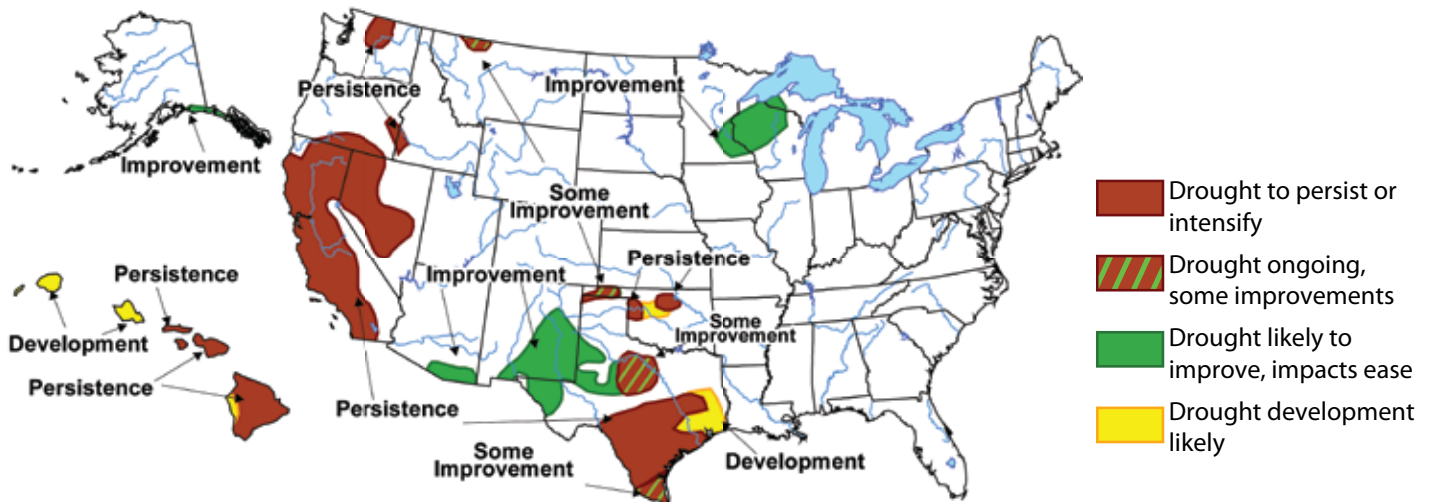 Persistence
Improvement
Improvement
Some
Improvement
Persistence
Improvement
Some
Improvement
Persistence
Development
Persistence
Persistence
Some
Improvement
Development
Drought to persist or
intensify
Drought ongoing,
some improvements
Drought likely to
improve, impacts ease
Drought development
likely